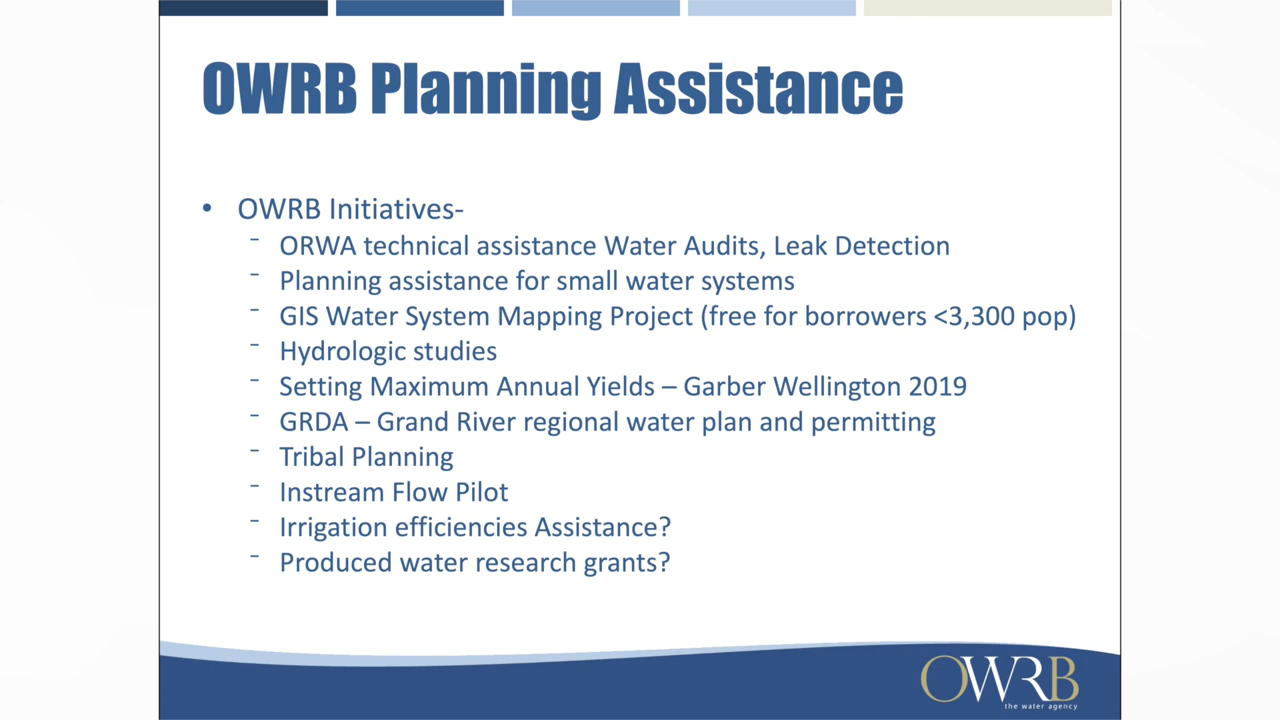 OWRB Planning Assistance
• OWRB Initiatives-
- ORWA technical assistance Water Audits, Leak Detection
- Planning assistance for small water systems
- GIS Water System Mapping Project (free for borrowers <3,300 pop)
- Hydrologic studies
- Setting Maximum Annual Yields – Garber Wellington 2019
- GRDA – Grand River regional water plan and permitting
- Tribal Planning
- Instream Flow Pilot
- Irrigation efficiencies Assistance?
- Produced water research grants?
OWRB
the water agency